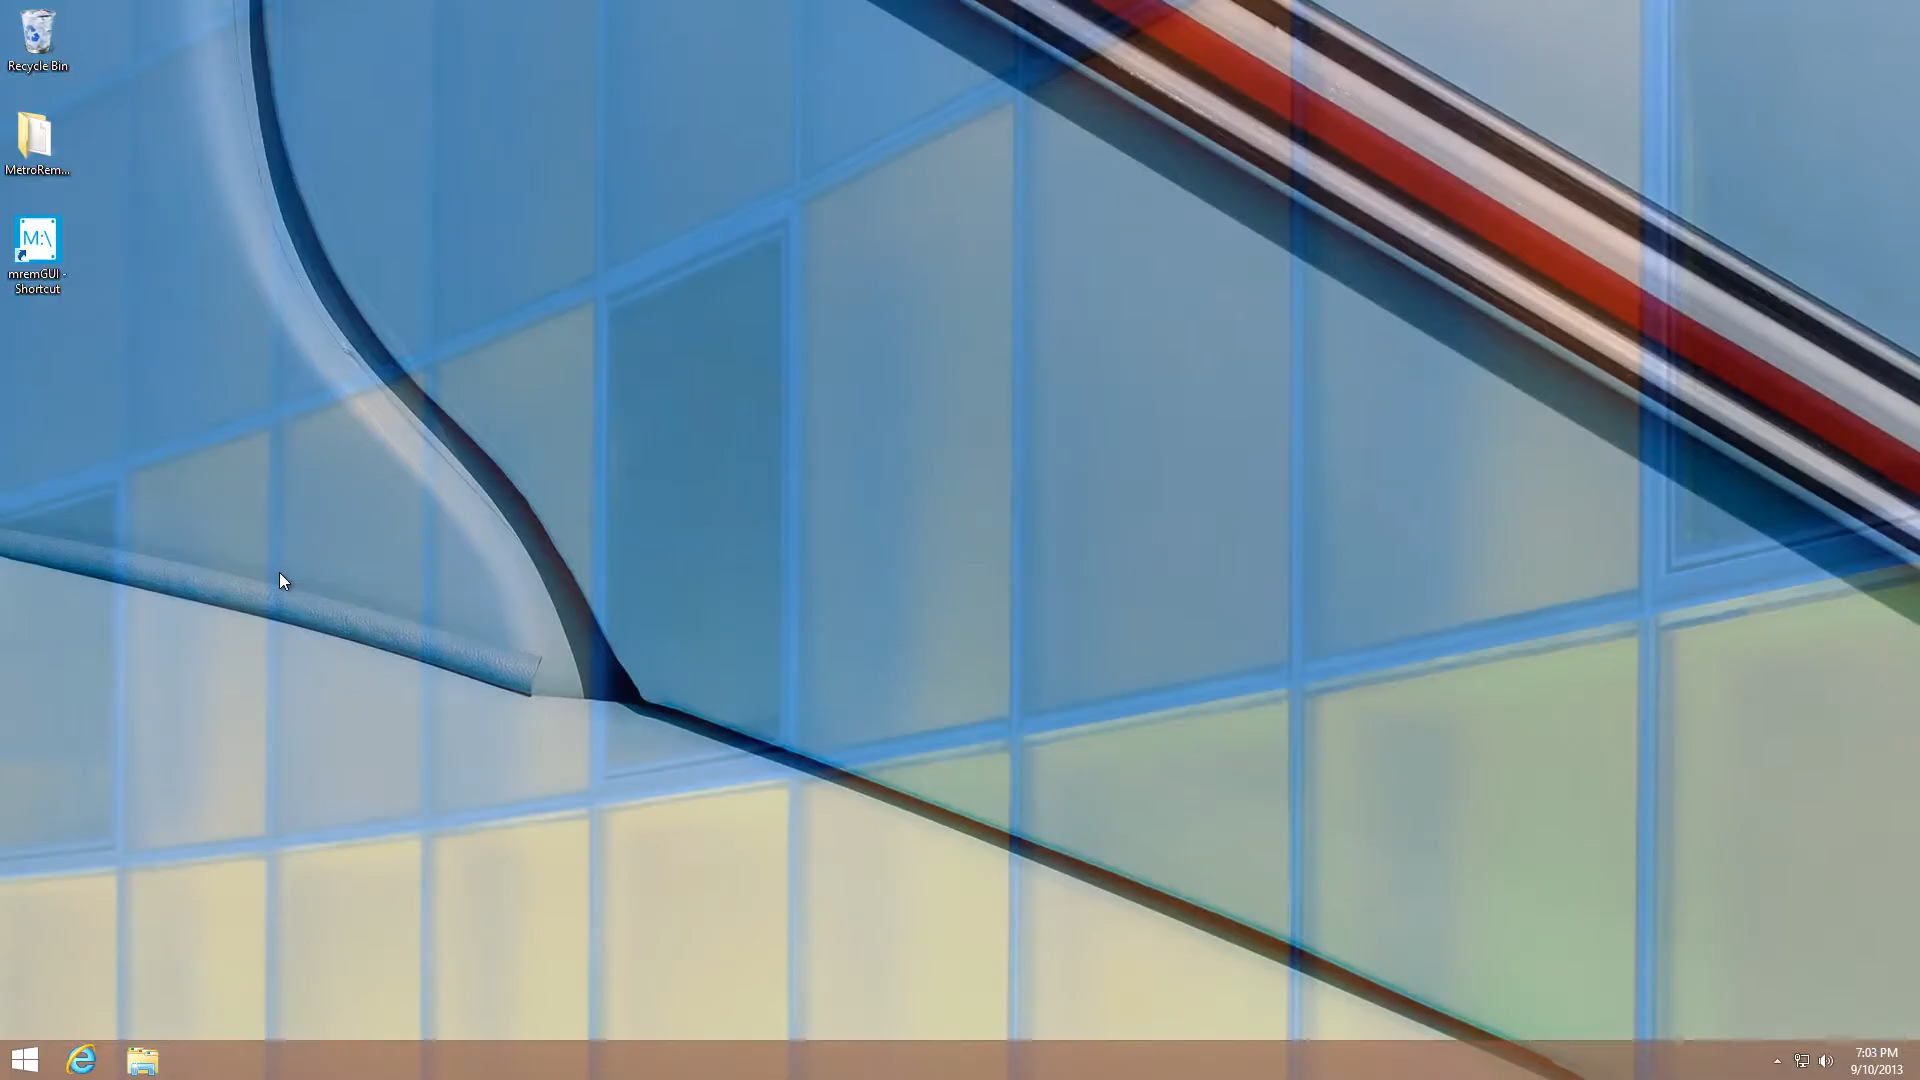 Recycle Bin
MetroRem...
M:\
mremGUI -
Shortcut
7:03 PM
9/10/2013